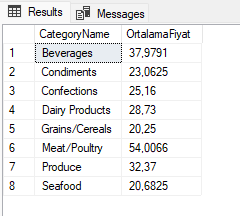 Results Messages
CategoryName OrtalamaFiyat
1 Beverages 37,9791
2 Condiments 23,0625
3 Confections 25,16
4 Dairy Products 28,73
5 Grains/Cereals 20,25
6 Meat/Poultry 54,0066
7 Produce 32,37
8 Seafood 20,6825